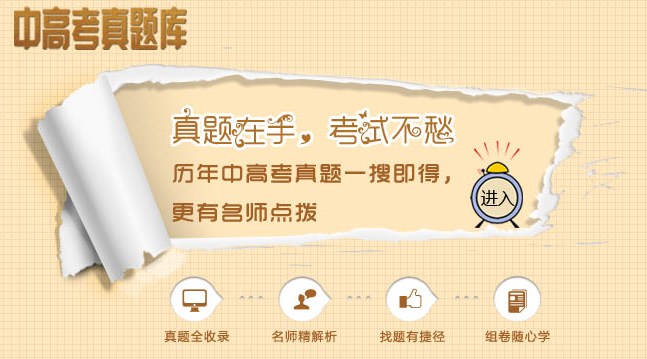 中高考真题库
真题在手，考试不愁
历年中高考真题一搜即得，
更有名师点拨
进入
真题全收录
名师精解析
找题有捷径
组卷随心学